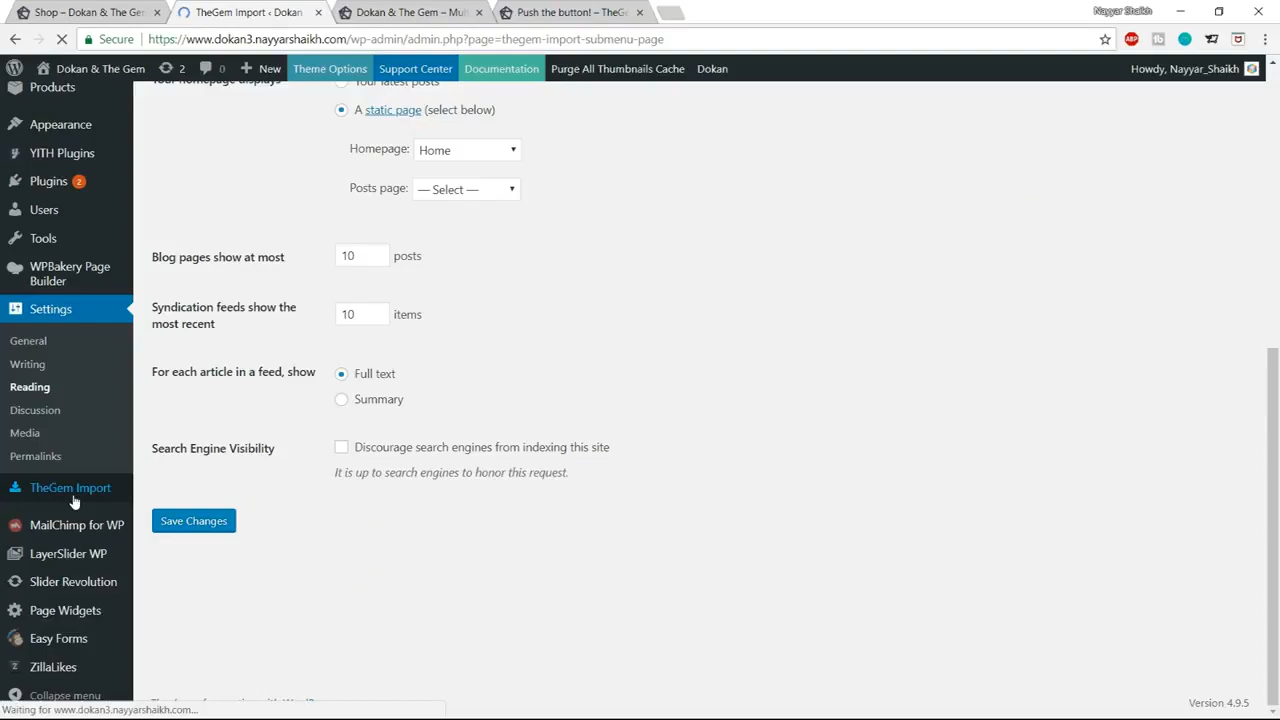 Shop – Dokan & The Ge
TheGem Import ‹ Dokan
Dokan & The Gem – Mult
Push the button! – TheGe
Nayyar Shaikh
Secure
https://www.dokan3.nayyarshaikh.com/wp-admin/admin.php?page=thegem-import-submenu-page
ABP
Dokan & The Gem
2
0
New
Theme Options
Support Center
Documentation
Purge All Thumbnails Cache
Dokan
Howdy, Nayyar_Shaikh
Products
Appearance
YITH Plugins
Plugins 2
Users
Tools
WPBakery Page
Builder
Settings
General
Writing
Reading
Discussion
Media
Permalinks
TheGem Import
MailChimp for WP
LayerSlider WP
Slider Revolution
Page Widgets
Easy Forms
ZillaLikes
Collapse menu
Your homepage displays
Your latest posts
A static page (select below)
Homepage: Home
Posts page: — Select —
Blog pages show at most 10 posts
Syndication feeds show the
most recent
10 items
For each article in a feed, show
Full text
Summary
Search Engine Visibility
Discourage search engines from indexing this site
It is up to search engines to honor this request.
Save Changes
Version 4.9.5
Waiting for www.dokan3.nayyarshaikh.com...